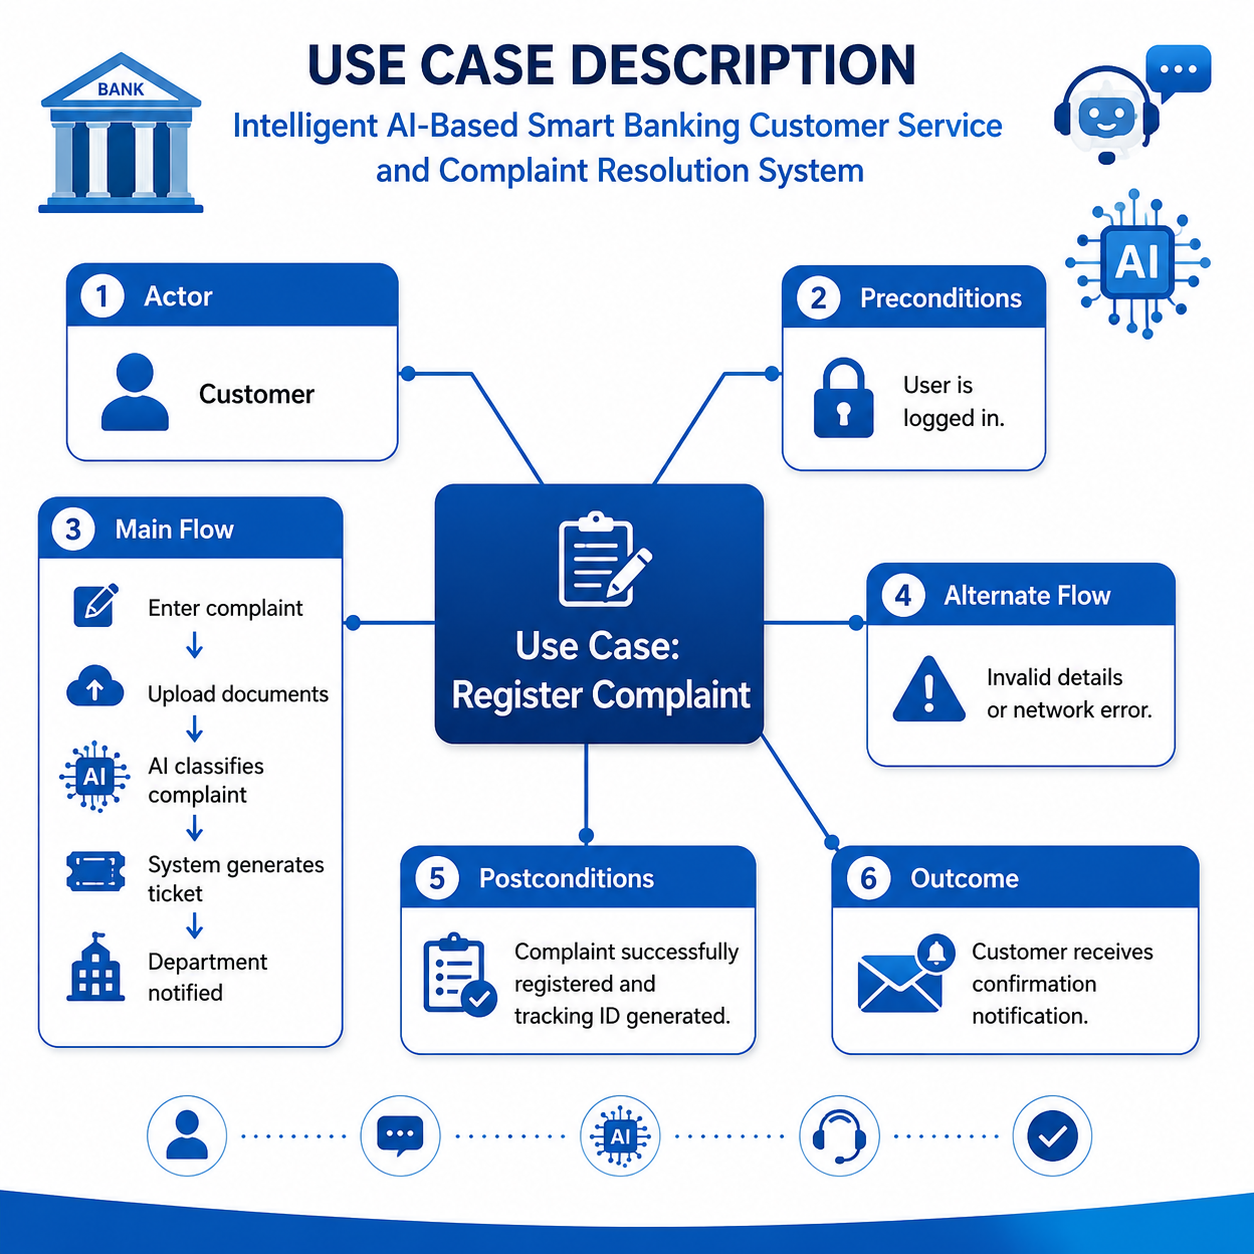 BANK
USE CASE DESCRIPTION
Intelligent AI-Based Smart Banking Customer Service
and Complaint Resolution System
AI
1 Actor
Customer
2 Preconditions
User is
logged in.
3 Main Flow
Enter complaint
Upload documents
AI
AI classifies
complaint
System generates
ticket
Department
notified
Use Case:
Register Complaint
4 Alternate Flow
Invalid details
or network error.
5 Postconditions
Complaint successfully
registered and
tracking ID generated.
6 Outcome
Customer receives
confirmation
notification.
AI